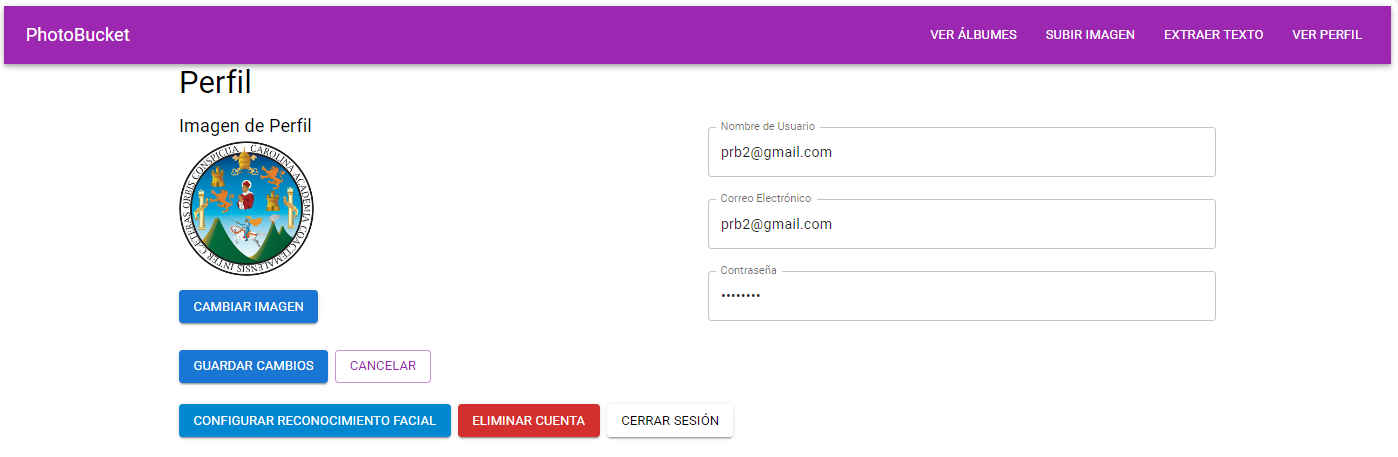 PhotoBucket
VER ÁLBUMES
SUBIR IMAGEN
EXTRAER TEXTO
VER PERFIL
Perfil
Imagen de Perfil
CAROLINA ACADEMIA COACTEMALENSIS INTER CAETERAS ORBIS CONSPICUA
CAMBIAR IMAGEN
Nombre de Usuario
prb2@gmail.com
Correo Electrónico
prb2@gmail.com
Contraseña
••••••••
GUARDAR CAMBIOS
CANCELAR
CONFIGURAR RECONOCIMIENTO FACIAL
ELIMINAR CUENTA
CERRAR SESIÓN